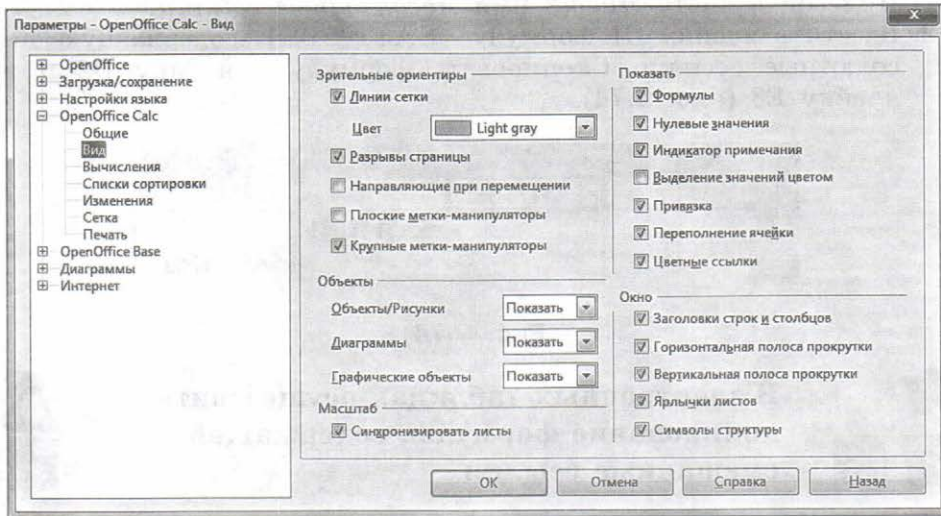 Параметры - OpenOffice Calc - Вид
OpenOffice
Загрузка/сохранение
Настройки языка
OpenOffice Calc
Общие
Вид
Вычисления
Списки сортировки
Изменения
Сетка
Печать
OpenOffice Base
Диаграммы
Интернет
Зрительные ориентиры
Линии сетки
Цвет Light gray
Разрывы страницы
Направляющие при перемещении
Плоские метки-манипуляторы
Крупные метки-манипуляторы
Объекты
Объекты/Рисунки Показать
Диаграммы Показать
Графические объекты Показать
Масштаб
Синхронизировать листы
Показать
Формулы
Нулевые значения
Индикатор примечания
Выделение значений цветом
Привязка
Переполнение ячейки
Цветные ссылки
Окно
Заголовки строк и столбцов
Горизонтальная полоса прокрутки
Вертикальная полоса прокрутки
Ярлычки листов
Символы структуры
OK Отмена Справка Назад